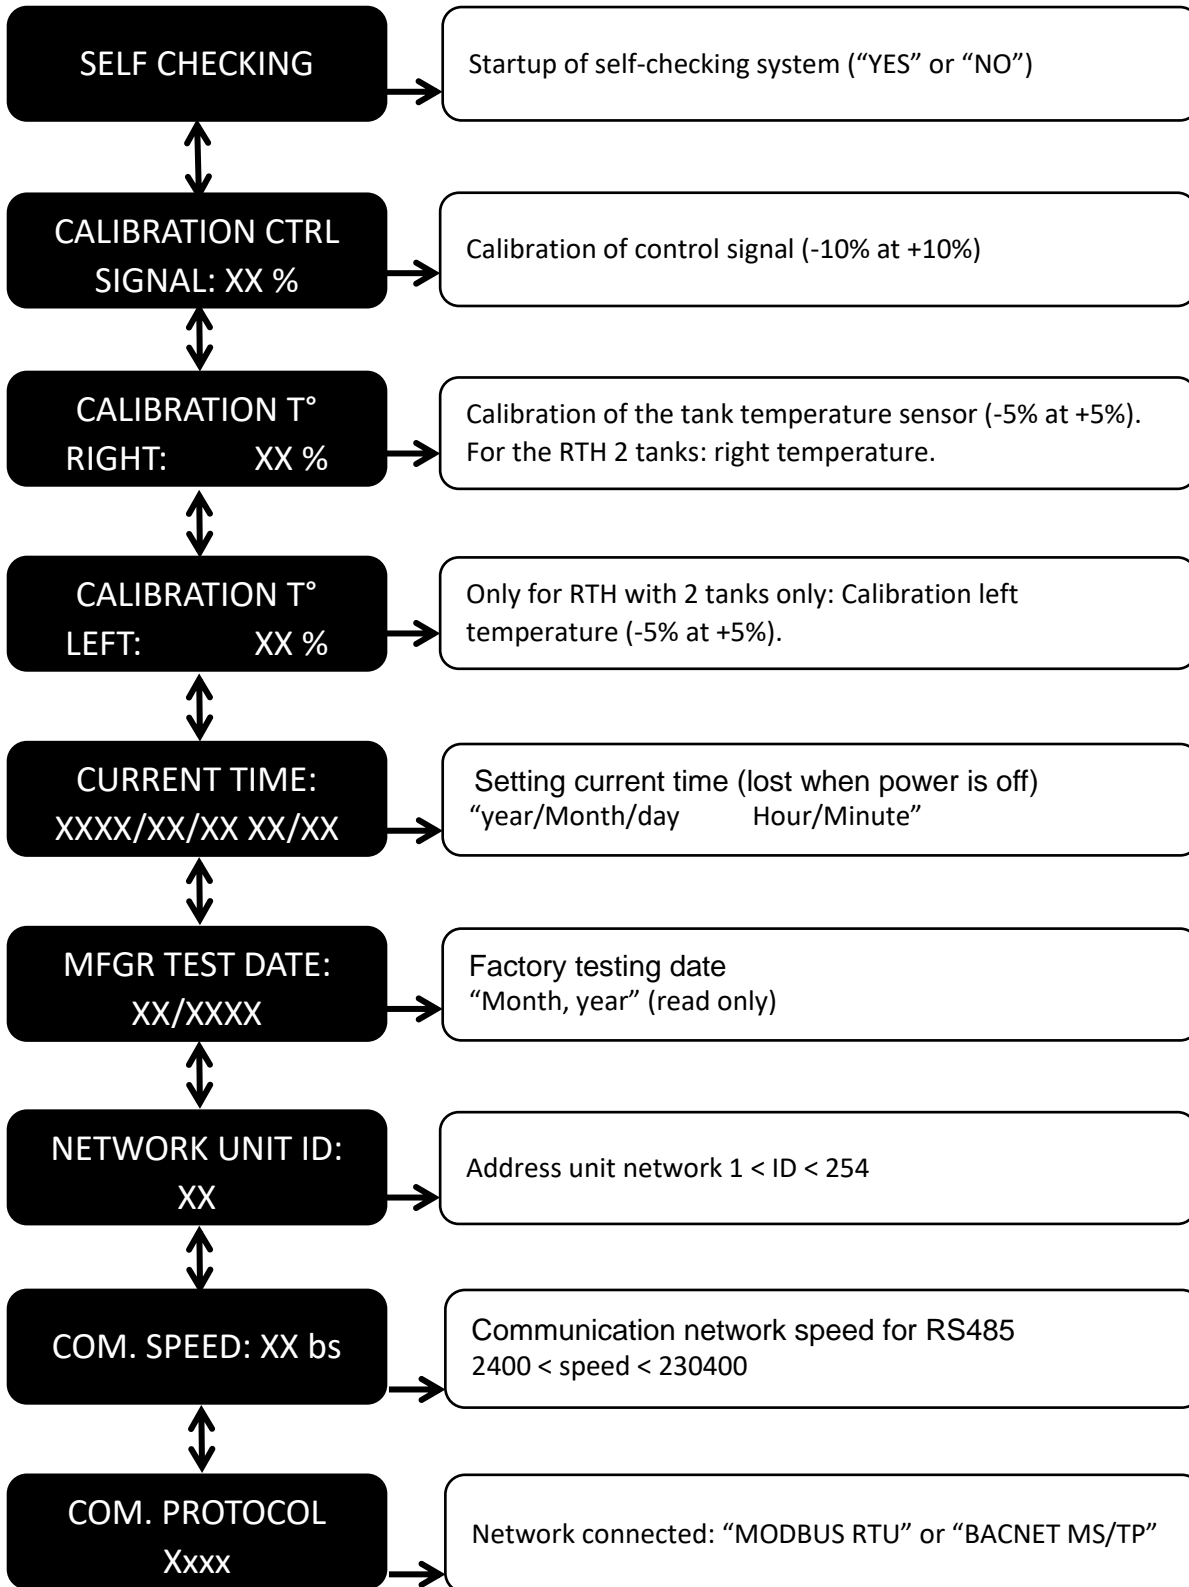 SELF CHECKING
Startup of self-checking system (“YES” or “NO”)
CALIBRATION CTRL
SIGNAL: XX %
Calibration of control signal (-10% at +10%)
CALIBRATION T°
RIGHT: XX %
Calibration of the tank temperature sensor (-5% at +5%).
For the RTH 2 tanks: right temperature.
CALIBRATION T°
LEFT: XX %
Only for RTH with 2 tanks only: Calibration left
temperature (-5% at +5%).
CURRENT TIME:
XXXX/XX/XX XX/XX
Setting current time (lost when power is off)
“year/Month/day Hour/Minute”
MFGR TEST DATE:
XX/XXXX
Factory testing date
“Month, year” (read only)
NETWORK UNIT ID:
XX
Address unit network 1 < ID < 254
COM. SPEED: XX bs
Communication network speed for RS485
2400 < speed < 230400
COM. PROTOCOL
Xxxx
Network connected: “MODBUS RTU” or “BACNET MS/TP”